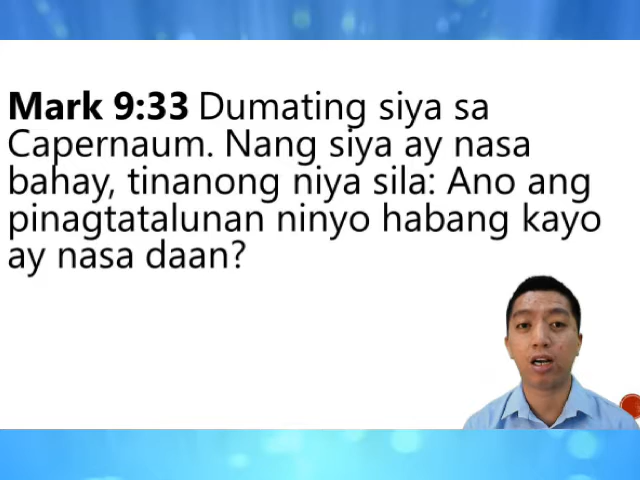 Mark 9:33 Dumating siya sa
Capernaum. Nang siya ay nasa
bahay, tinanong niya sila: Ano ang
pinagtatalunan ninyo habang kayo
ay nasa daan?